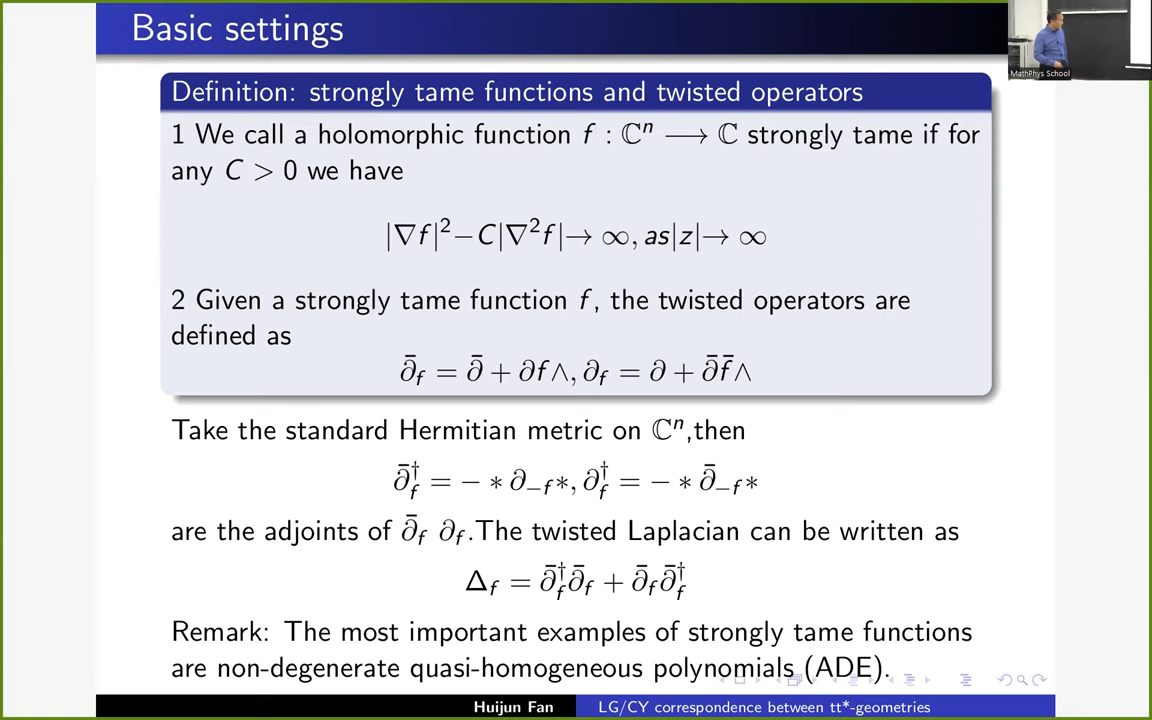 Basic settings
MathPhys School
Definition: strongly tame functions and twisted operators
1 We call a holomorphic function f : ℂⁿ ⟶ ℂ strongly tame if for
any C > 0 we have
|∇f|²−C|∇²f|→ ∞, as|z|→ ∞
2 Given a strongly tame function f, the twisted operators are
defined as
∂̄_f = ∂̄ + ∂f∧, ∂_f = ∂ + ∂̄f̄∧
Take the standard Hermitian metric on ℂⁿ,then
∂̄_f^† = − * ∂_{−f}*, ∂_f^† = − * ∂̄_{−f}*
are the adjoints of ∂̄_f ∂_f.The twisted Laplacian can be written as
Δ_f = ∂̄_f^†∂̄_f + ∂̄_f∂̄_f^†
Remark: The most important examples of strongly tame functions
are non-degenerate quasi-homogeneous polynomials (ADE).
Huijun Fan LG/CY correspondence between tt*-geometries